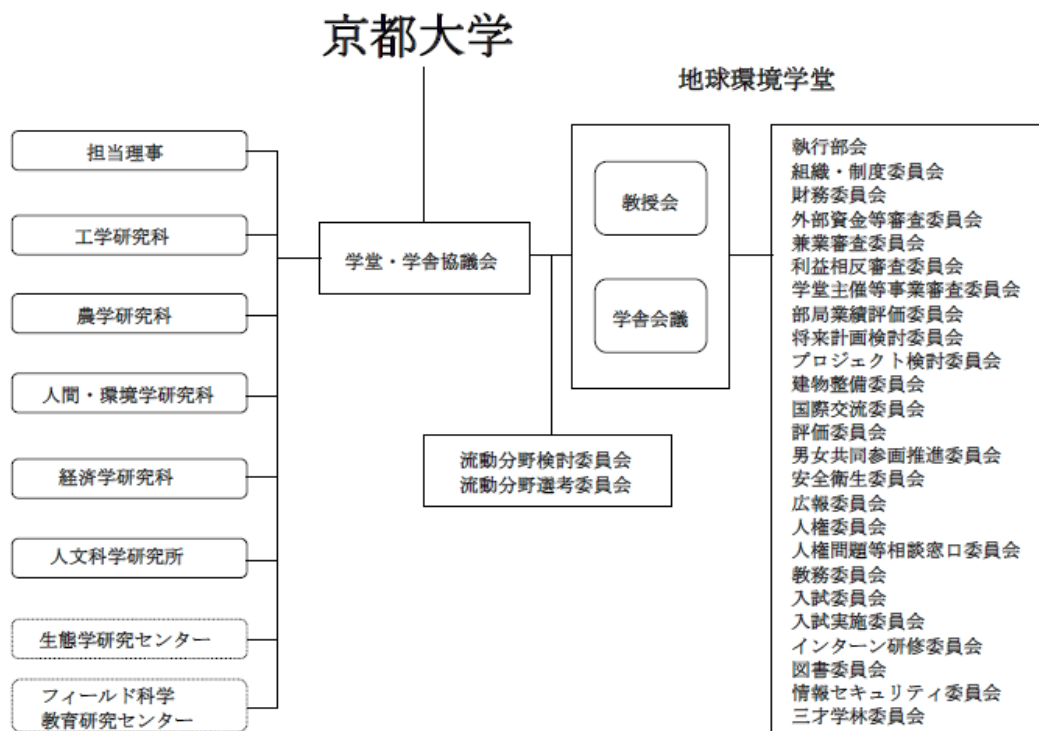 京都大学
地球環境学堂
担当理事
工学研究科
農学研究科
人間・環境学研究科
経済学研究科
人文科学研究所
生態学研究センター
フィールド科学
教育研究センター
学堂・学舎協議会
流動分野検討委員会
流動分野選考委員会
教授会
学舎会議
執行部会
組織・制度委員会
財務委員会
外部資金等審査委員会
兼業審査委員会
利益相反審査委員会
学堂主催等事業審査委員会
部局業績評価委員会
将来計画検討委員会
プロジェクト検討委員会
建物整備委員会
国際交流委員会
評価委員会
男女共同参画推進委員会
安全衛生委員会
広報委員会
人権委員会
人権問題等相談窓口委員会
教務委員会
入試委員会
入試実施委員会
インターン研修委員会
図書委員会
情報セキュリティ委員会
三才学林委員会